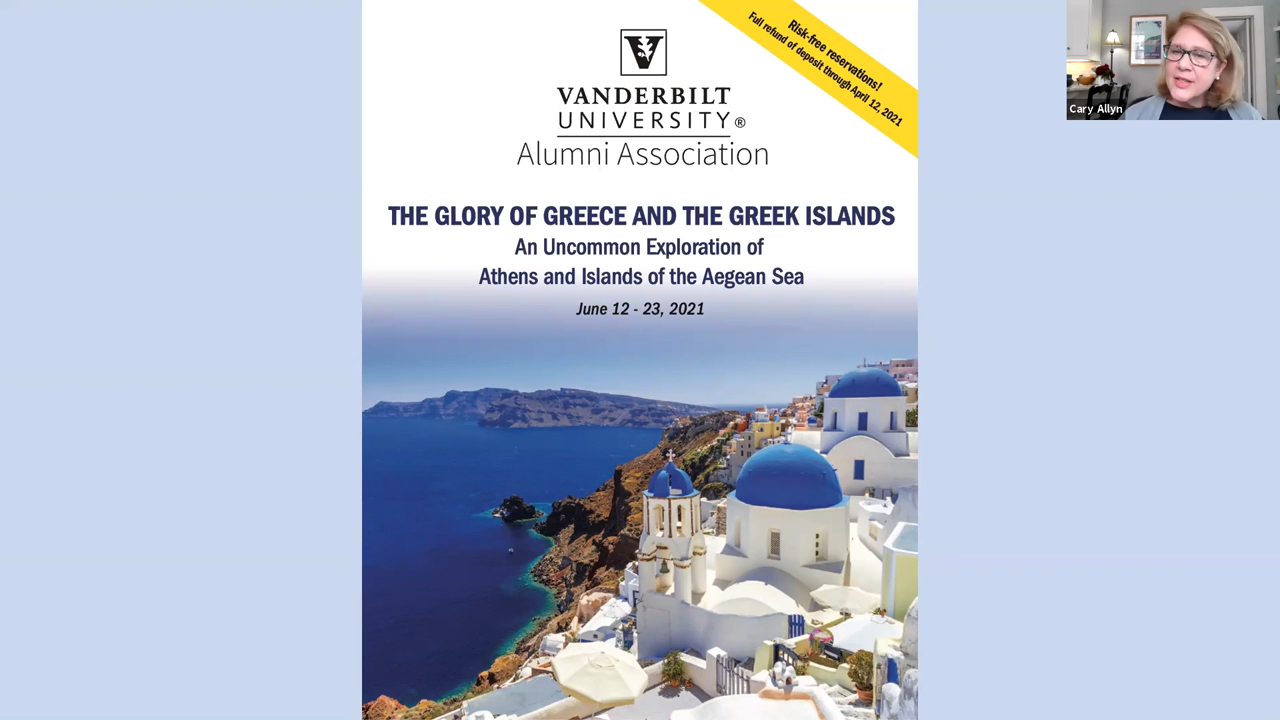 Risk-free reservations!
Full refund of deposit through April 12, 2021
V
VANDERBILT
UNIVERSITY®
Alumni Association
THE GLORY OF GREECE AND THE GREEK ISLANDS
An Uncommon Exploration of
Athens and Islands of the Aegean Sea
June 12 - 23, 2021
Cary Allyn